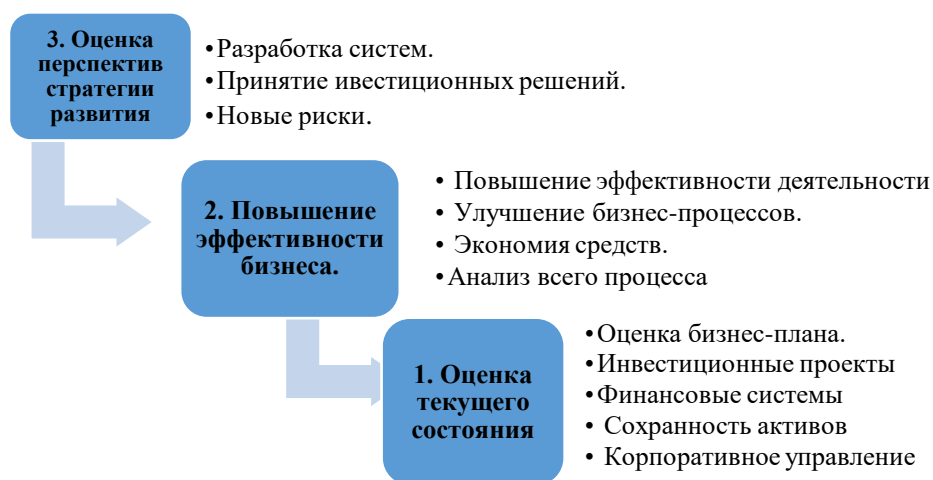 3. Оценка
перспектив
стратегии
развития
•Разработка систем.
•Принятие ивестиционных решений.
•Новые риски.
2. Повышение
эффективности
бизнеса.
• Повышение эффективности деятельности
• Улучшение бизнес-процессов.
• Экономия средств.
•Анализ всего процесса
1. Оценка
текущего
состояния
•Оценка бизнес-плана.
•Инвестиционные проекты
•Финансовые системы
• Сохранность активов
• Корпоративное управление